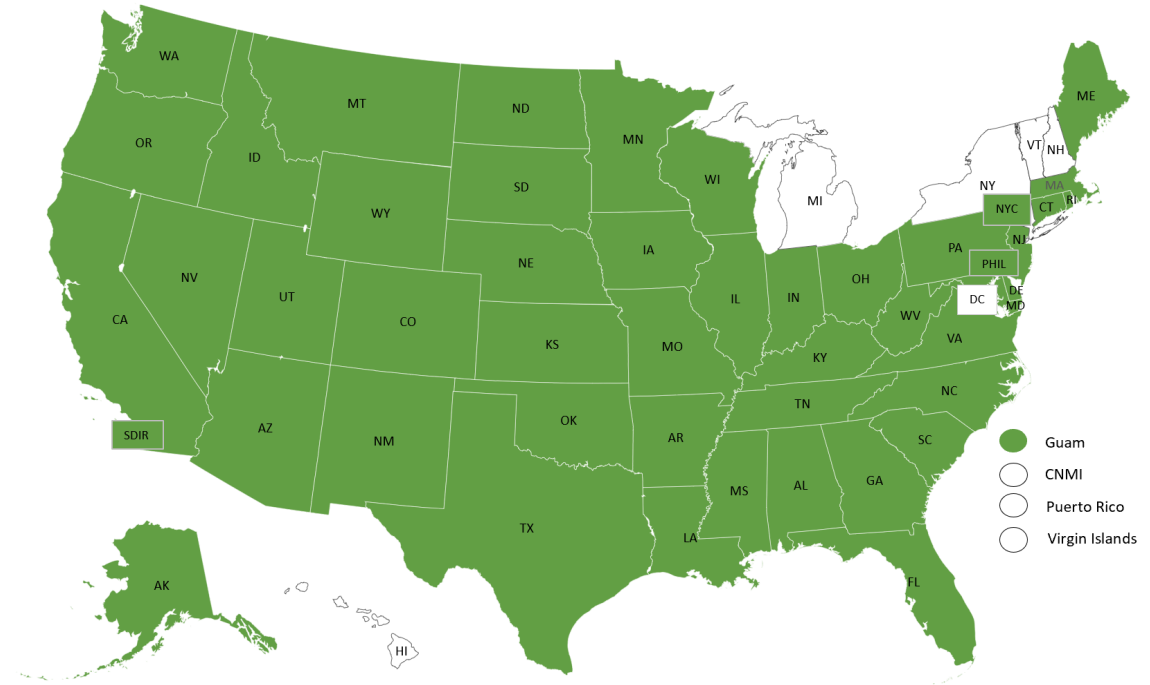 WA
MT
ND
MN
ME
OR
ID
SD
WI
VT
NH
WY
MI
NY
MA
CT
RI
NYC
NV
UT
NE
IA
PA
NJ
PHIL
OH
IL
IN
DE
DC
MD
CA
CO
WV
VA
KS
MO
KY
NC
TN
SDIR
AZ
NM
OK
AR
SC
Guam
CNMI
MS
AL
GA
Puerto Rico
TX
LA
Virgin Islands
AK
FL
HI